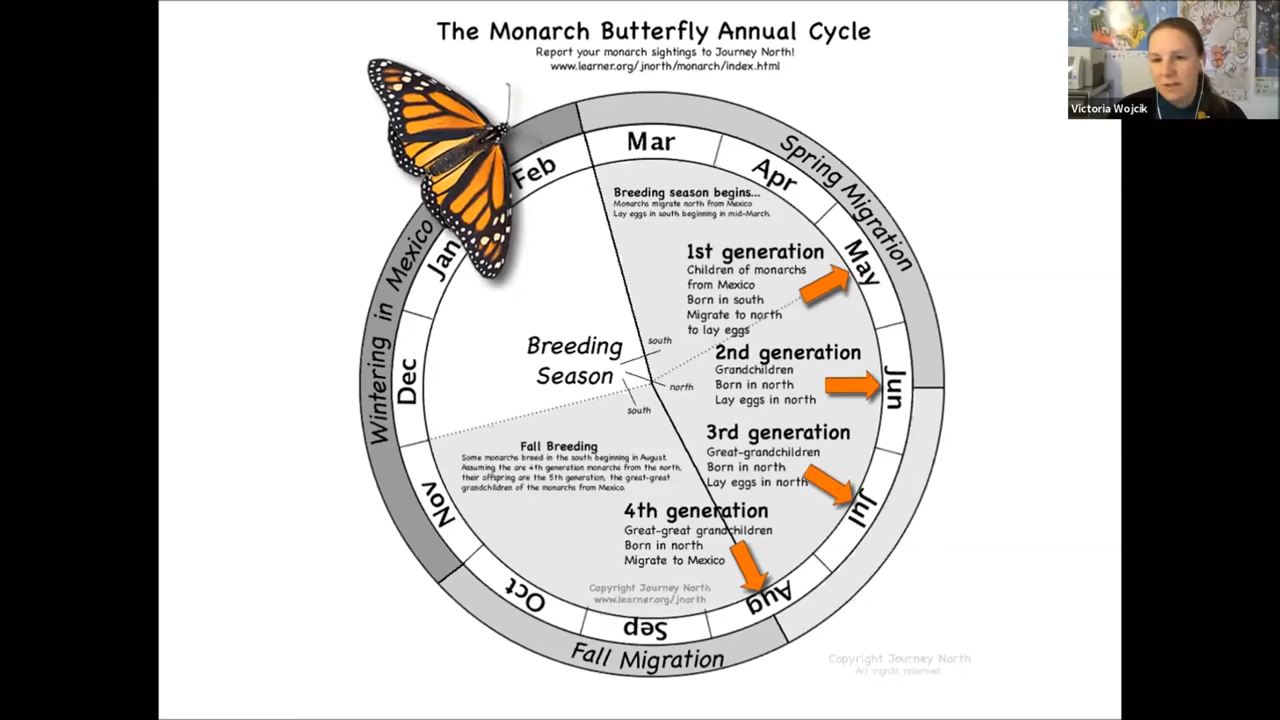 The Monarch Butterfly Annual Cycle
Report your monarch sightings to Journey North!
www.learner.org/jnorth/monarch/index.html
Victoria Wojcik
Spring Migration
Fall Migration
Wintering in Mexico
Jan
Feb
Mar
Apr
May
Jun
Jul
Aug
Sep
Oct
Nov
Dec
Breeding season begins...
Monarchs migrate north from Mexico
Lay eggs in south beginning in mid-March.
1st generation
Children of monarchs
from Mexico
Born in south
Migrate to north
to lay eggs
2nd generation
Grandchildren
Born in north
Lay eggs in north
3rd generation
Great-grandchildren
Born in north
Lay eggs in north
4th generation
Great-great grandchildren
Born in north
Migrate to Mexico
Breeding
Season
south
north
south
Fall Breeding
Some monarchs breed in the south beginning in August.
Assuming the are 4th generation monarchs from the north,
their offspring are the 5th generation, the great-great
grandchildren of the monarchs from Mexico.
Copyright Journey North
www.learner.org/jnorth
Copyright Journey North
All rights reserved.